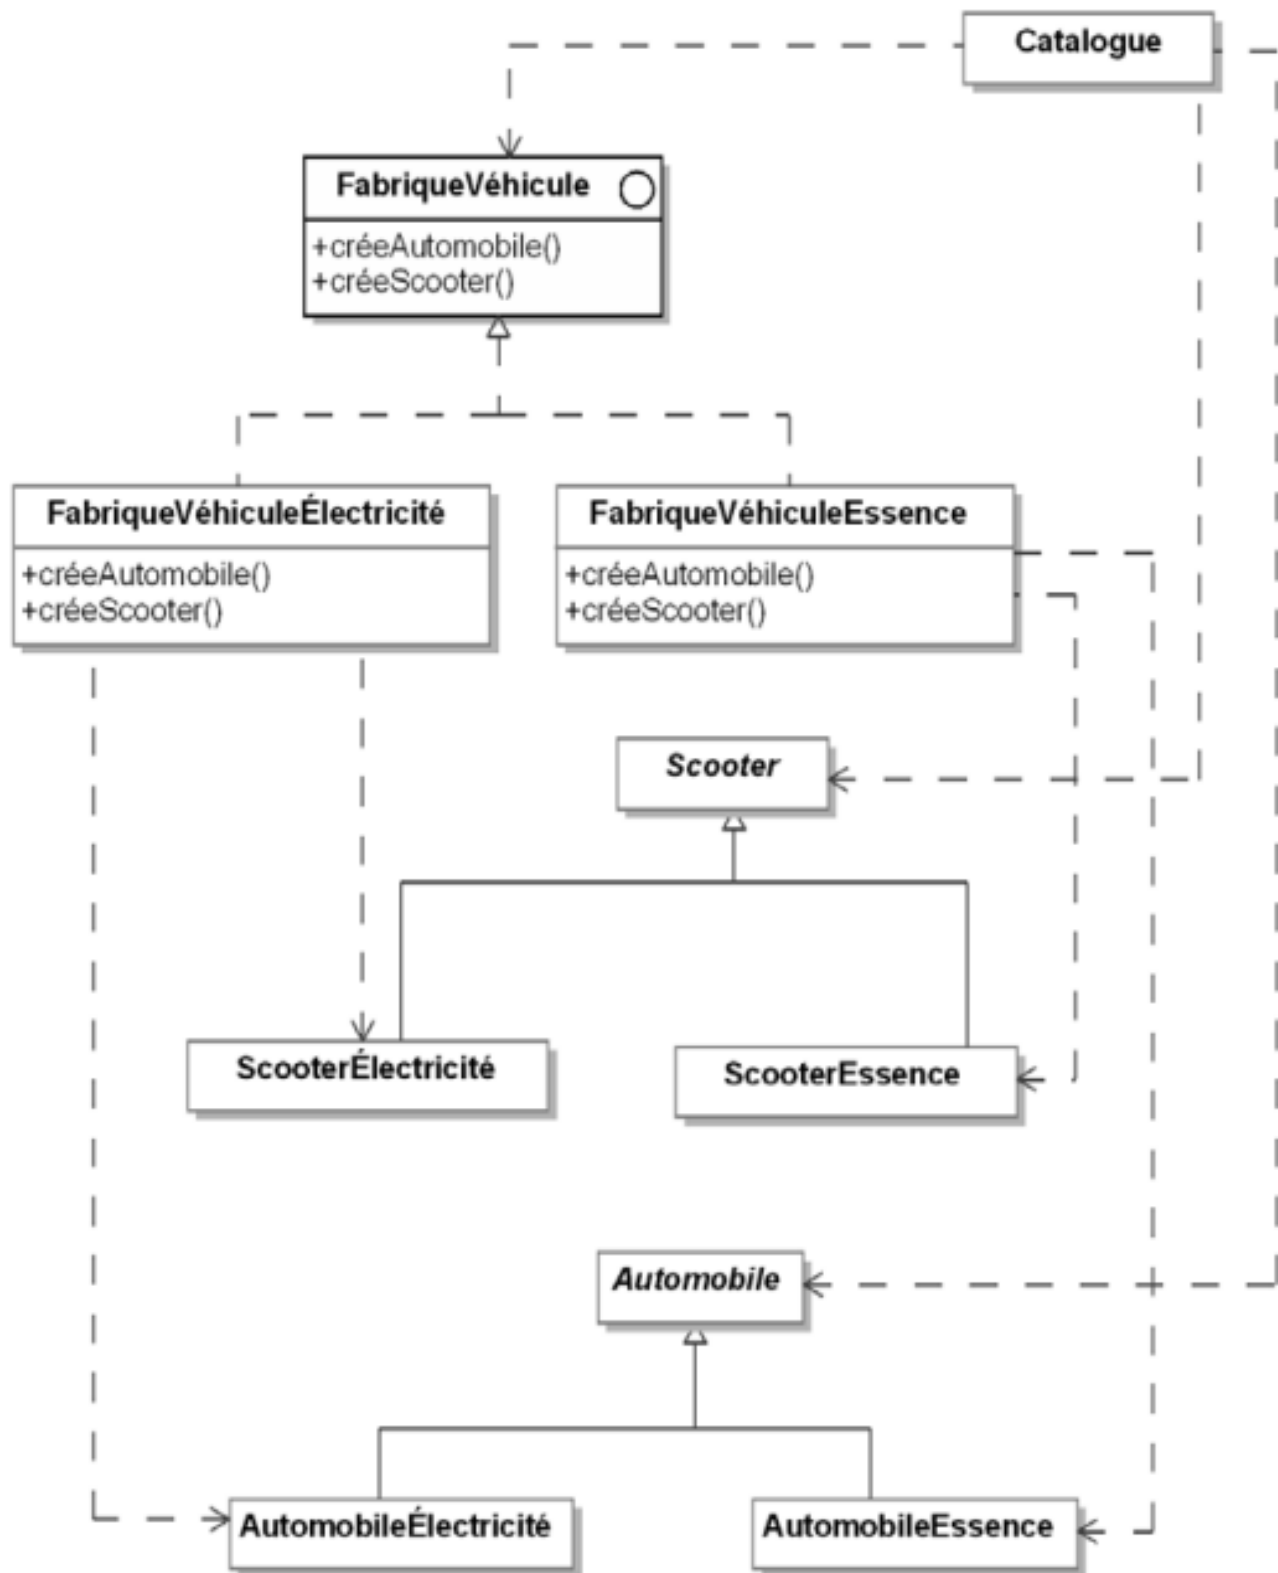 Catalogue
FabriqueVéhicule
+créeAutomobile()
+créeScooter()
FabriqueVéhiculeÉlectricité
+créeAutomobile()
+créeScooter()
FabriqueVéhiculeEssence
+créeAutomobile()
+créeScooter()
Scooter
ScooterÉlectricité
ScooterEssence
Automobile
AutomobileÉlectricité
AutomobileEssence